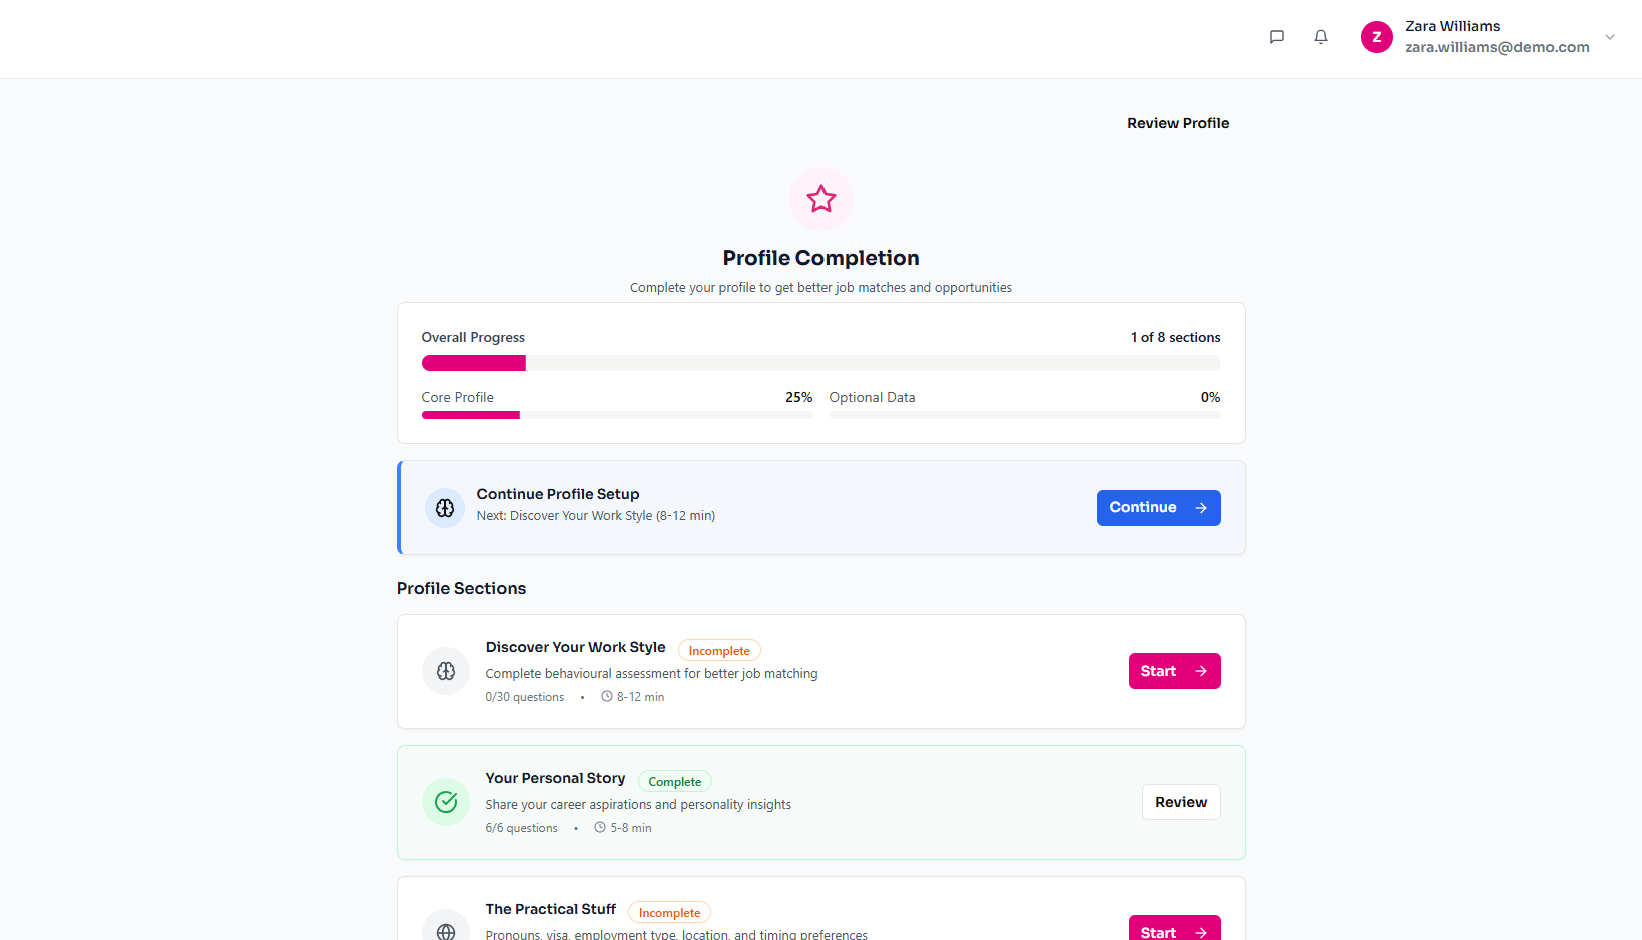 Z
Zara Williams
zara.williams@demo.com
Review Profile
Profile Completion
Complete your profile to get better job matches and opportunities
Overall Progress
1 of 8 sections
Core Profile
25%
Optional Data
0%
Continue Profile Setup
Next: Discover Your Work Style (8-12 min)
Continue
Profile Sections
Discover Your Work Style
Incomplete
Complete behavioural assessment for better job matching
0/30 questions • 8-12 min
Start
Your Personal Story
Complete
Share your career aspirations and personality insights
6/6 questions • 5-8 min
Review
The Practical Stuff
Incomplete
Pronouns, visa, employment type, location, and timing preferences
Start